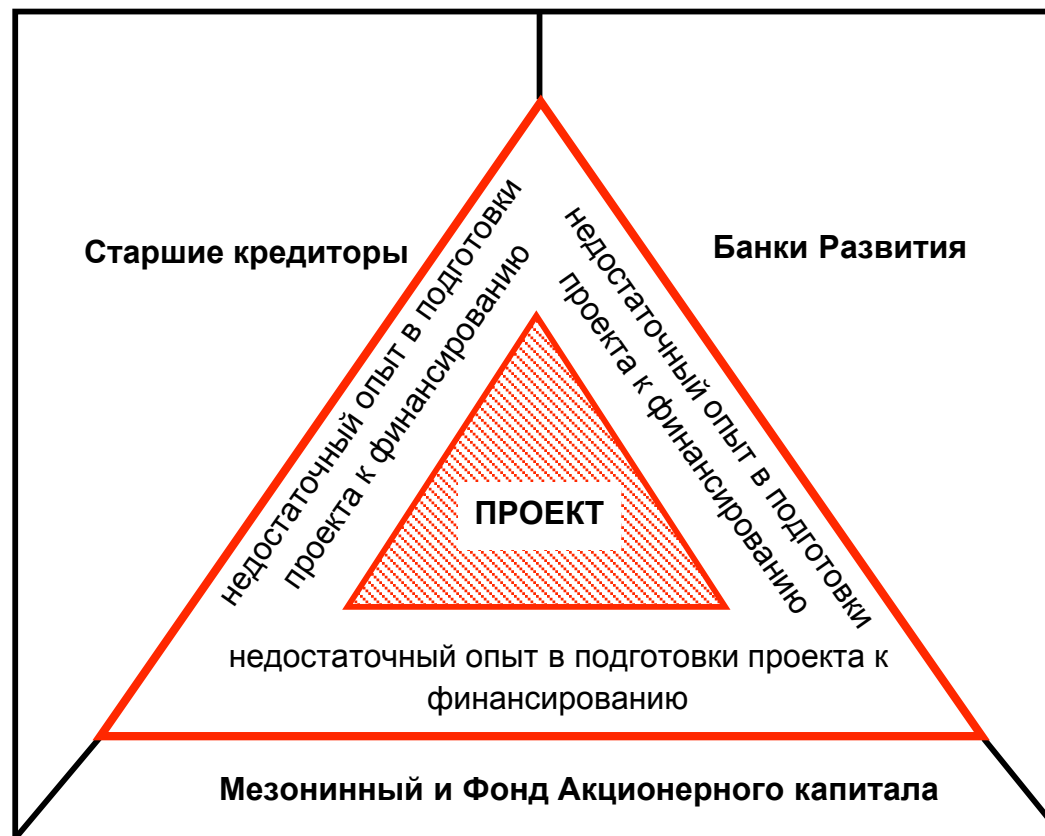 Старшие кредиторы
Банки Развития
недостаточный опыт в подготовки
проекта к финансированию
недостаточный опыт в подготовки
проекта к финансированию
ПРОЕКТ
недостаточный опыт в подготовки проекта к
финансированию
Мезонинный и Фонд Акционерного капитала